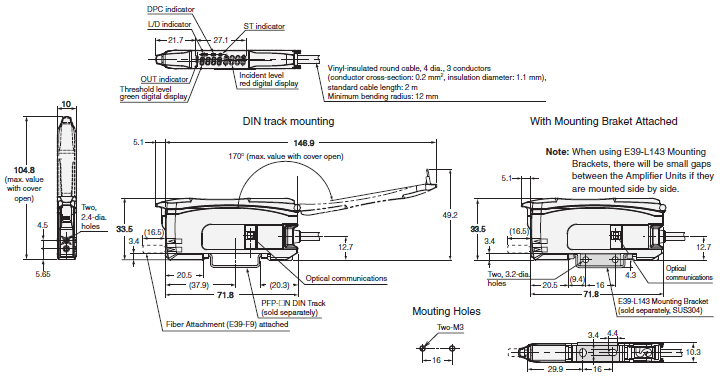 DPC indicator
L/D indicator
ST indicator
21.7
27.1
OUT indicator
Threshold level
green digital display
Incident level
red digital display
Vinyl-insulated round cable, 4 dia., 3 conductors
(conductor cross-section: 0.2 mm², insulation diameter: 1.1 mm),
standard cable length: 2 m
Minimum bending radius: 12 mm
10
104.8
(max. value
with cover
open)
Two,
2.4-dia.
holes
4.5
5.65
DIN track mounting
5.1
146.9
170° (max. value with cover open)
49.2
33.5
(16.5)
3.4
12.7
20.5
(37.9)
(20.3)
71.8
Optical communications
PFP-□N DIN Track
(sold separately)
Fiber Attachment (E39-F9) attached
With Mounting Braket Attached
Note: When using E39-L143 Mounting
Brackets, there will be small gaps
between the Amplifier Units if they
are mounted side by side.
5.1
33.5
(16.5)
3.4
12.7
Two, 3.2-dia.
holes
20.5
(9.4)
16
4.3
71.8
Optical
communications
E39-L143 Mounting Bracket
(sold separately, SUS304)
Mouting Holes
Two-M3
16
3.4
4.4
10.3
29.9
16